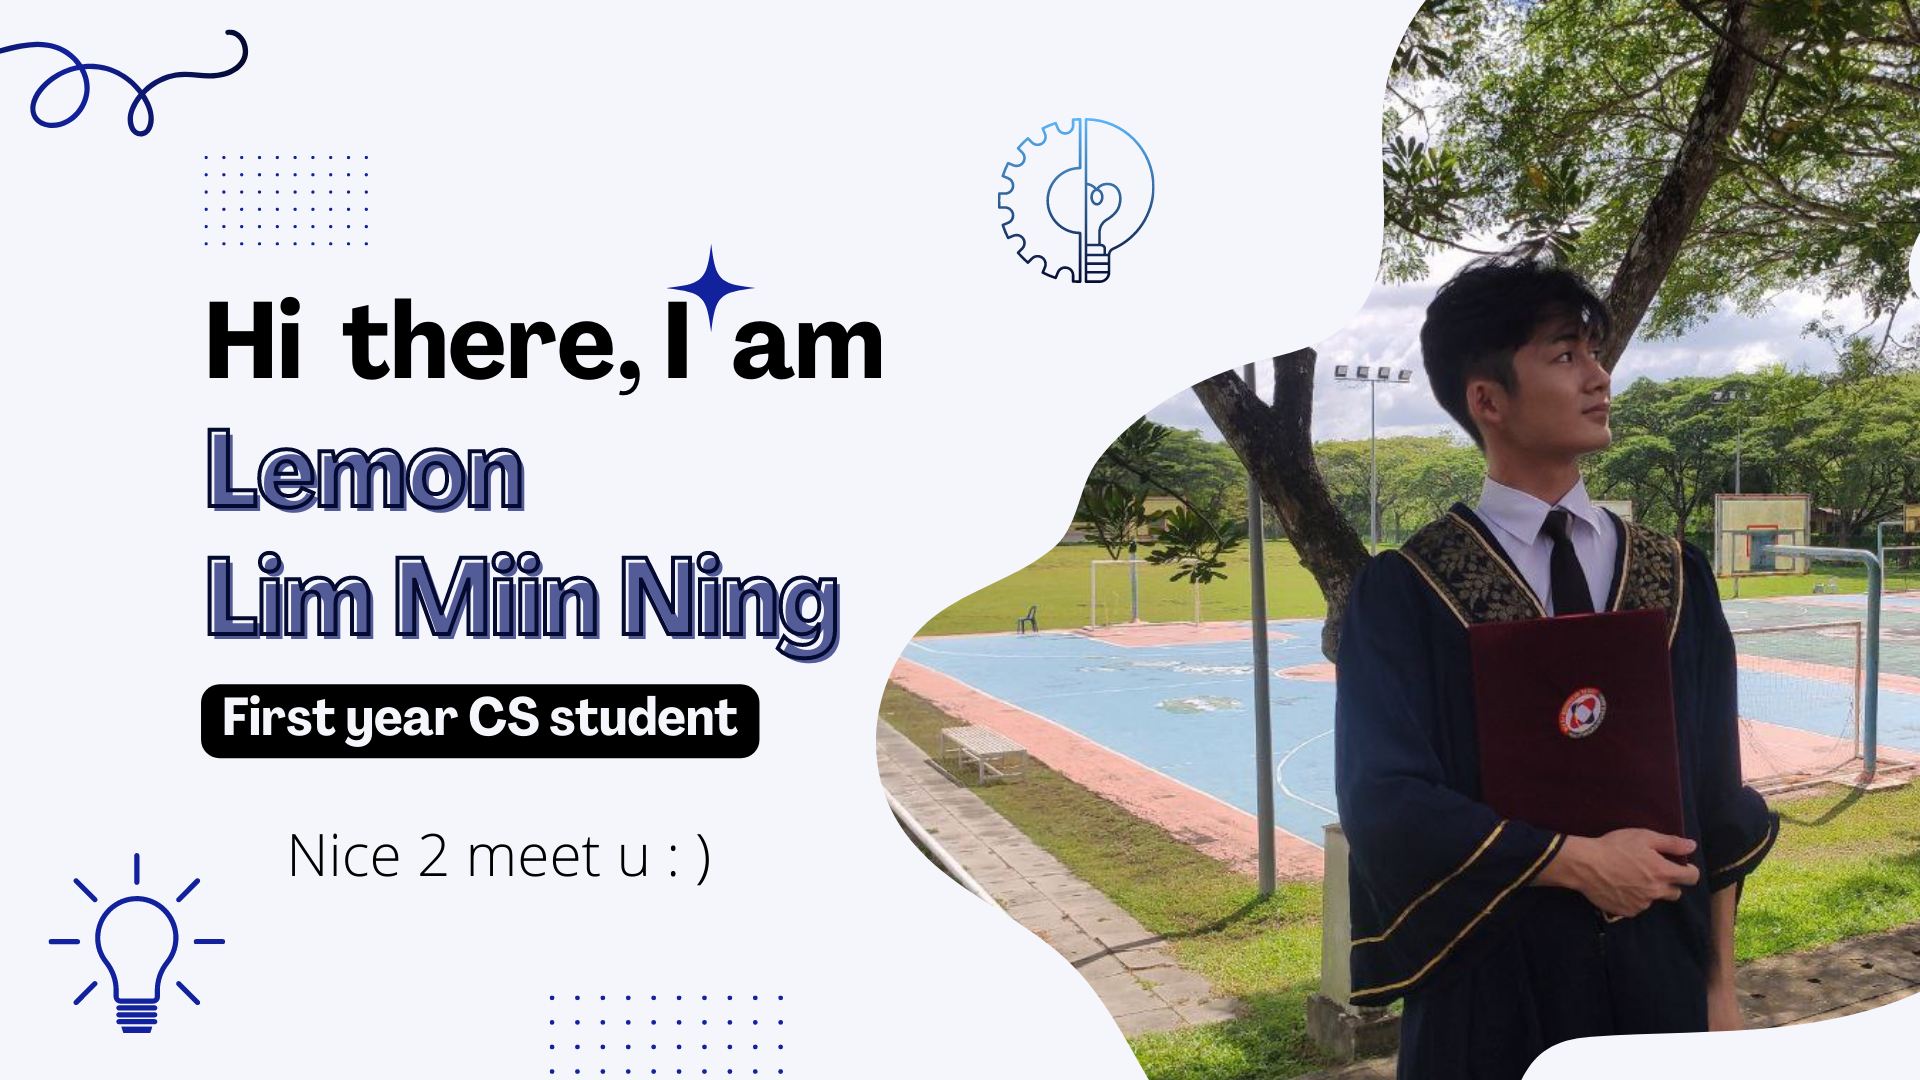 Hi there, I am
Lemon
Lim Miin Ning
First year CS student
Nice 2 meet u : )